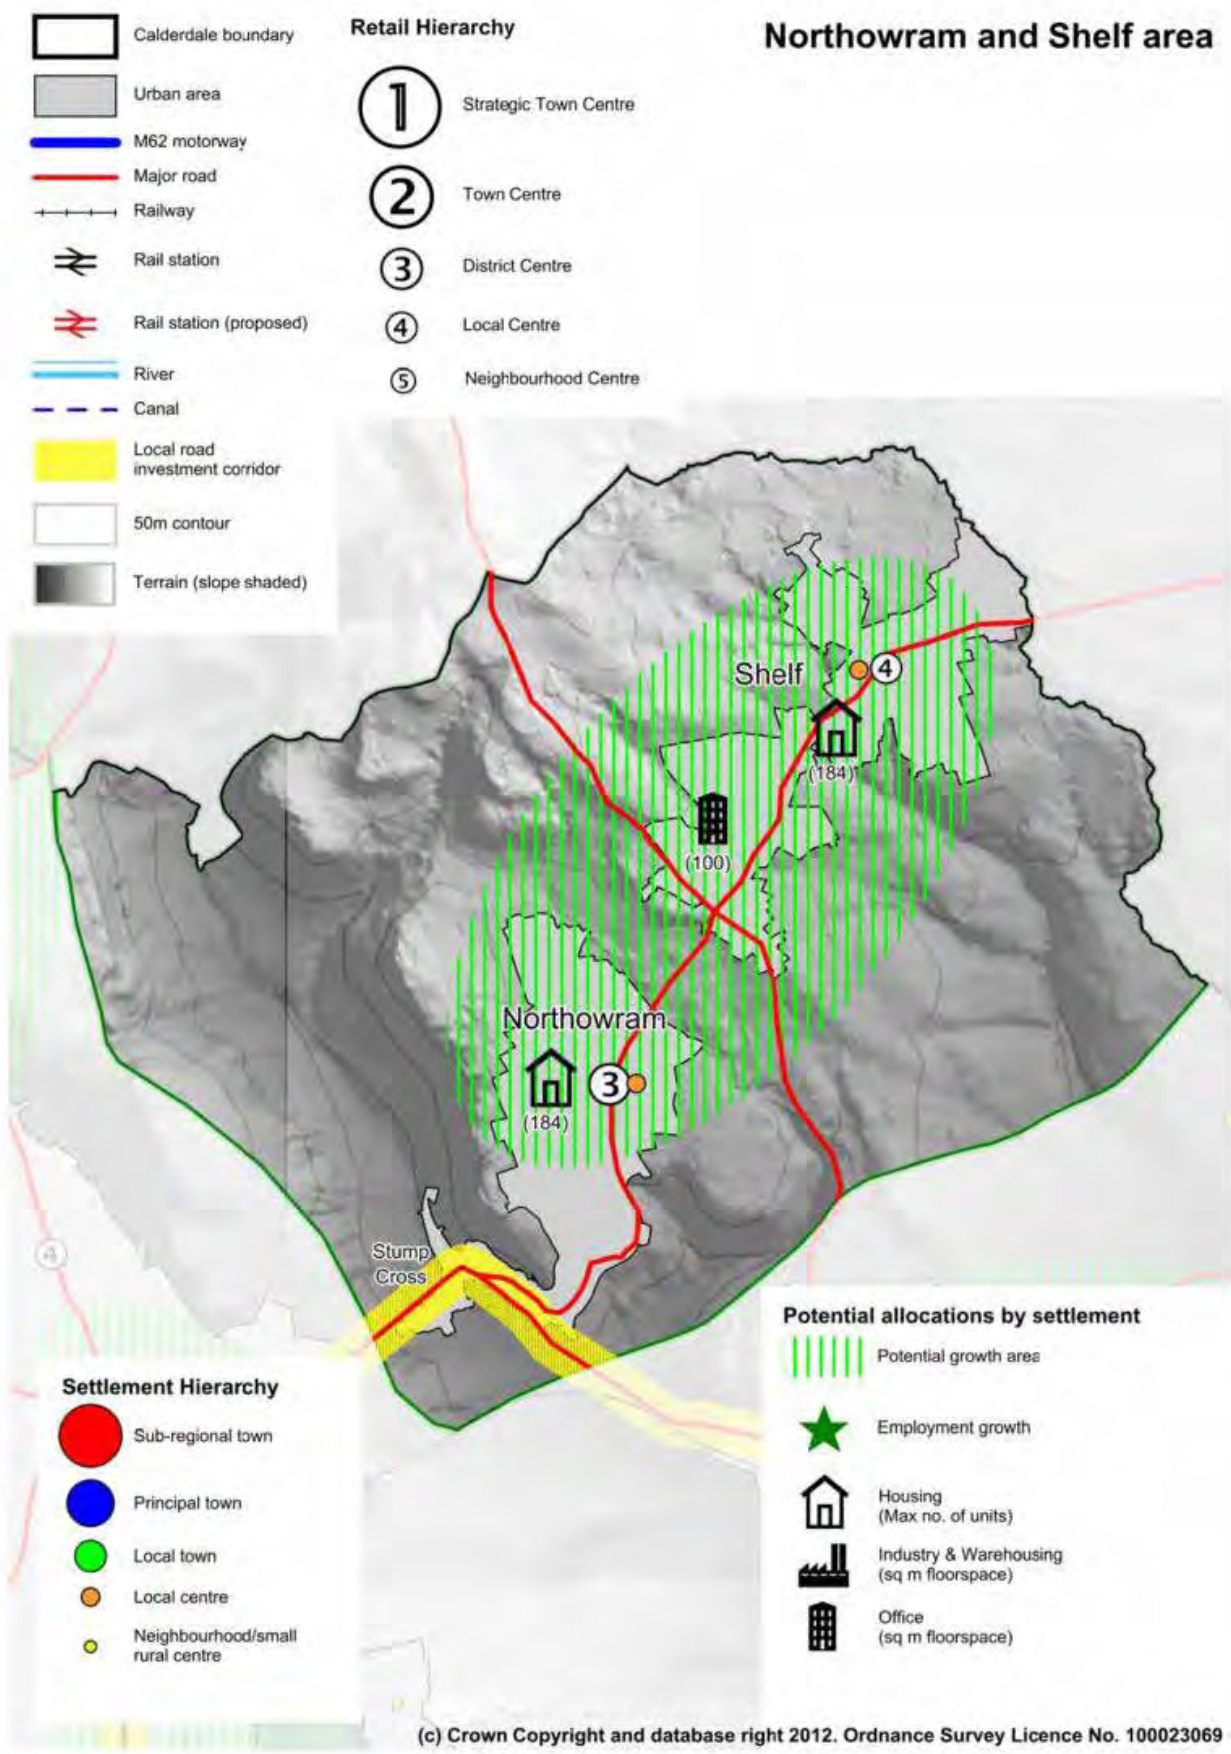 Northowram and Shelf area
Calderdale boundary
Urban area
M62 motorway
Major road
Railway
Rail station
Rail station (proposed)
River
Canal
Local road
investment corridor
50m contour
Terrain (slope shaded)
Retail Hierarchy
1
Strategic Town Centre
2
Town Centre
3
District Centre
4
Local Centre
5
Neighbourhood Centre
Shelf
4
(184)
(100)
Northowram
3
(184)
Stump
Cross
4
Settlement Hierarchy
Sub-regional town
Principal town
Local town
Local centre
Neighbourhood/small
rural centre
Potential allocations by settlement
Potential growth area
Employment growth
Housing
(Max no. of units)
Industry & Warehousing
(sq m floorspace)
Office
(sq m floorspace)
(c) Crown Copyright and database right 2012. Ordnance Survey Licence No. 100023069